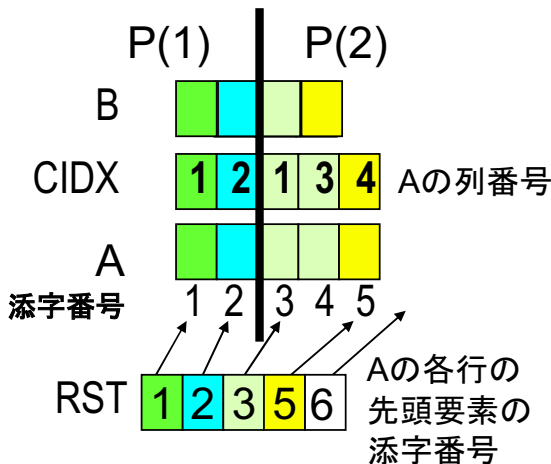 P(1) P(2)
B
CIDX 1 2 1 3 4 Aの列番号
A
添字番号 1 2 3 4 5
RST 1 2 3 5 6
Aの各行の
先頭要素の
添字番号